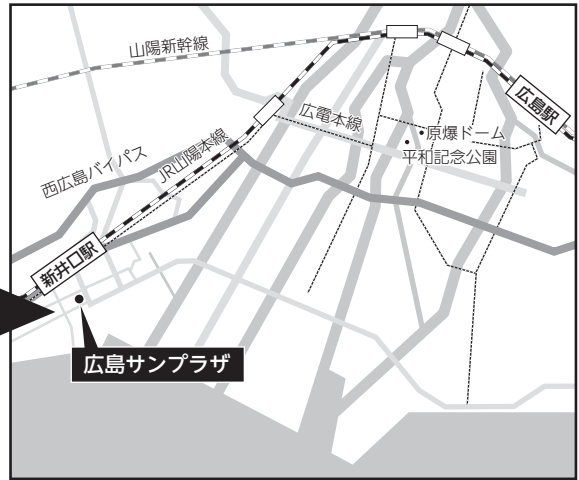 山陽新幹線
広島駅
広電本線
原爆ドーム
平和記念公園
JR山陽本線
西広島バイパス
新井口駅
広島サンプラザ